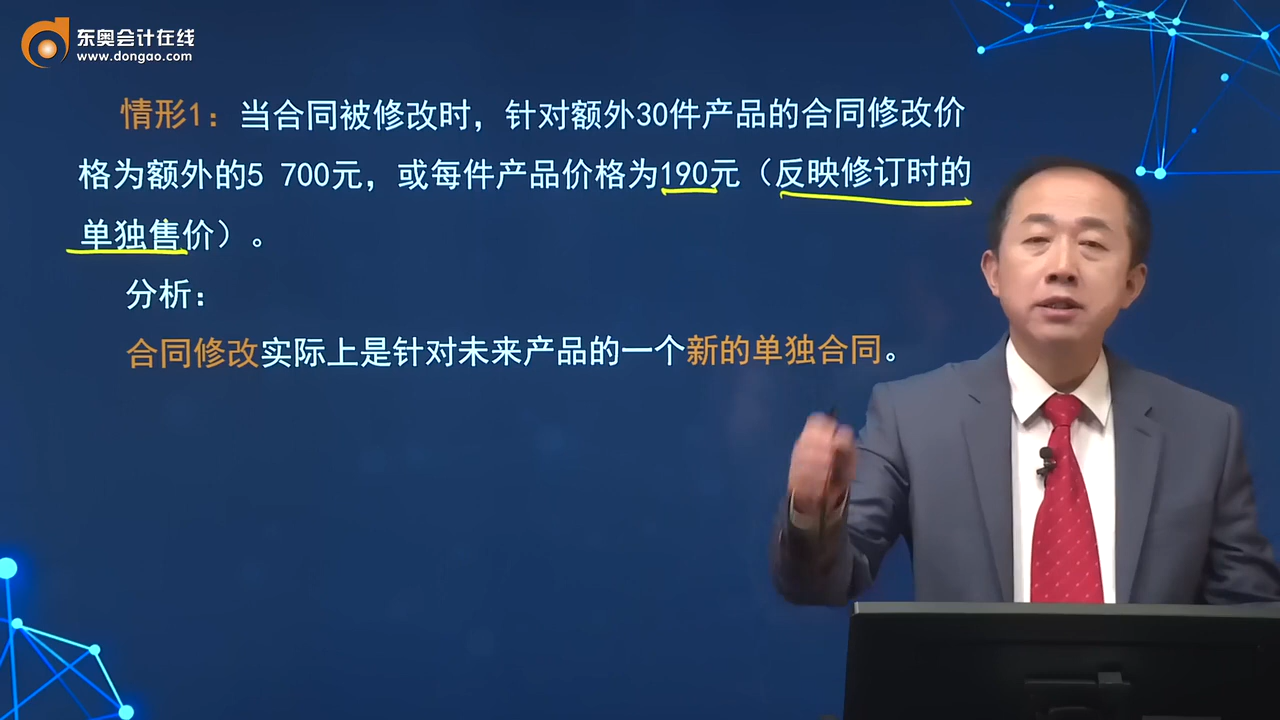 东奥会计在线
www.dongao.com
情形1：当合同被修改时，针对额外30件产品的合同修改价
格为额外的5 700元，或每件产品价格为190元（反映修订时的
单独售价）。
分析：
合同修改实际上是针对未来产品的一个新的单独合同。